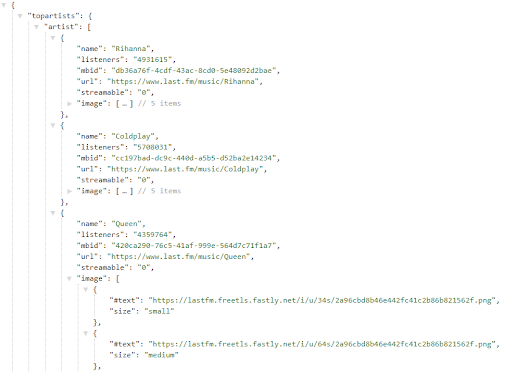 {
"topartists": {
"artist": [
{
"name": "Rihanna",
"listeners": "4931615",
"mbid": "db36a76f-4cdf-43ac-8cd0-5e48092d2bae",
"url": "https://www.last.fm/music/Rihanna",
"streamable": "0",
"image": [ … ] // 5 items
},
{
"name": "Coldplay",
"listeners": "5708031",
"mbid": "cc197bad-dc9c-440d-a5b5-d52ba2e14234",
"url": "https://www.last.fm/music/Coldplay",
"streamable": "0",
"image": [ … ] // 5 items
},
{
"name": "Queen",
"listeners": "4359764",
"mbid": "420ca290-76c5-41af-999e-564d7c71f1a7",
"url": "https://www.last.fm/music/Queen",
"streamable": "0",
"image": [
{
"#text": "https://lastfm.freetls.fastly.net/i/u/34s/2a96cbd8b46e442fc41c2b86b821562f.png",
"size": "small"
},
{
"#text": "https://lastfm.freetls.fastly.net/i/u/64s/2a96cbd8b46e442fc41c2b86b821562f.png",
"size": "medium"
},